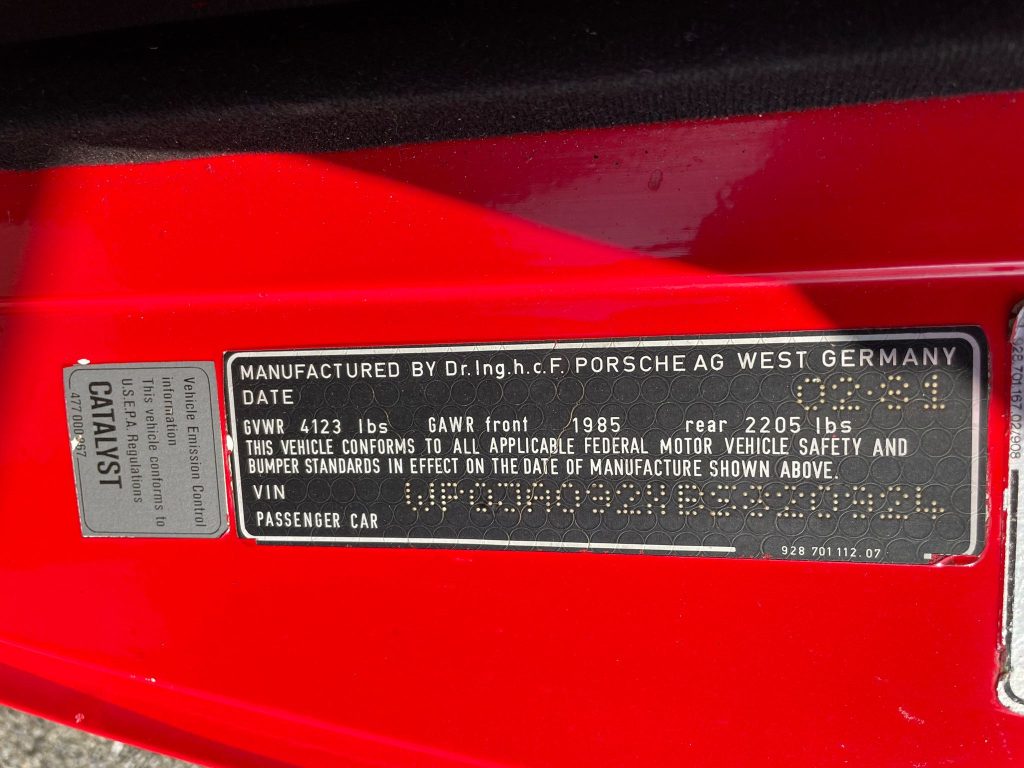 MANUFACTURED BY Dr.Ing.h.c.F. PORSCHE AG WEST GERMANY
DATE 02·81
GVWR 4123 lbs GAWR front 1985 rear 2205 lbs
THIS VEHICLE CONFORMS TO ALL APPLICABLE FEDERAL MOTOR VEHICLE SAFETY AND
BUMPER STANDARDS IN EFFECT ON THE DATE OF MANUFACTURE SHOWN ABOVE.
VIN WP0JA092XBS820924
PASSENGER CAR
928 701 112.07
Vehicle Emission Control
information
This vehicle conforms to
U.S.E.P.A. Regulations
CATALYST